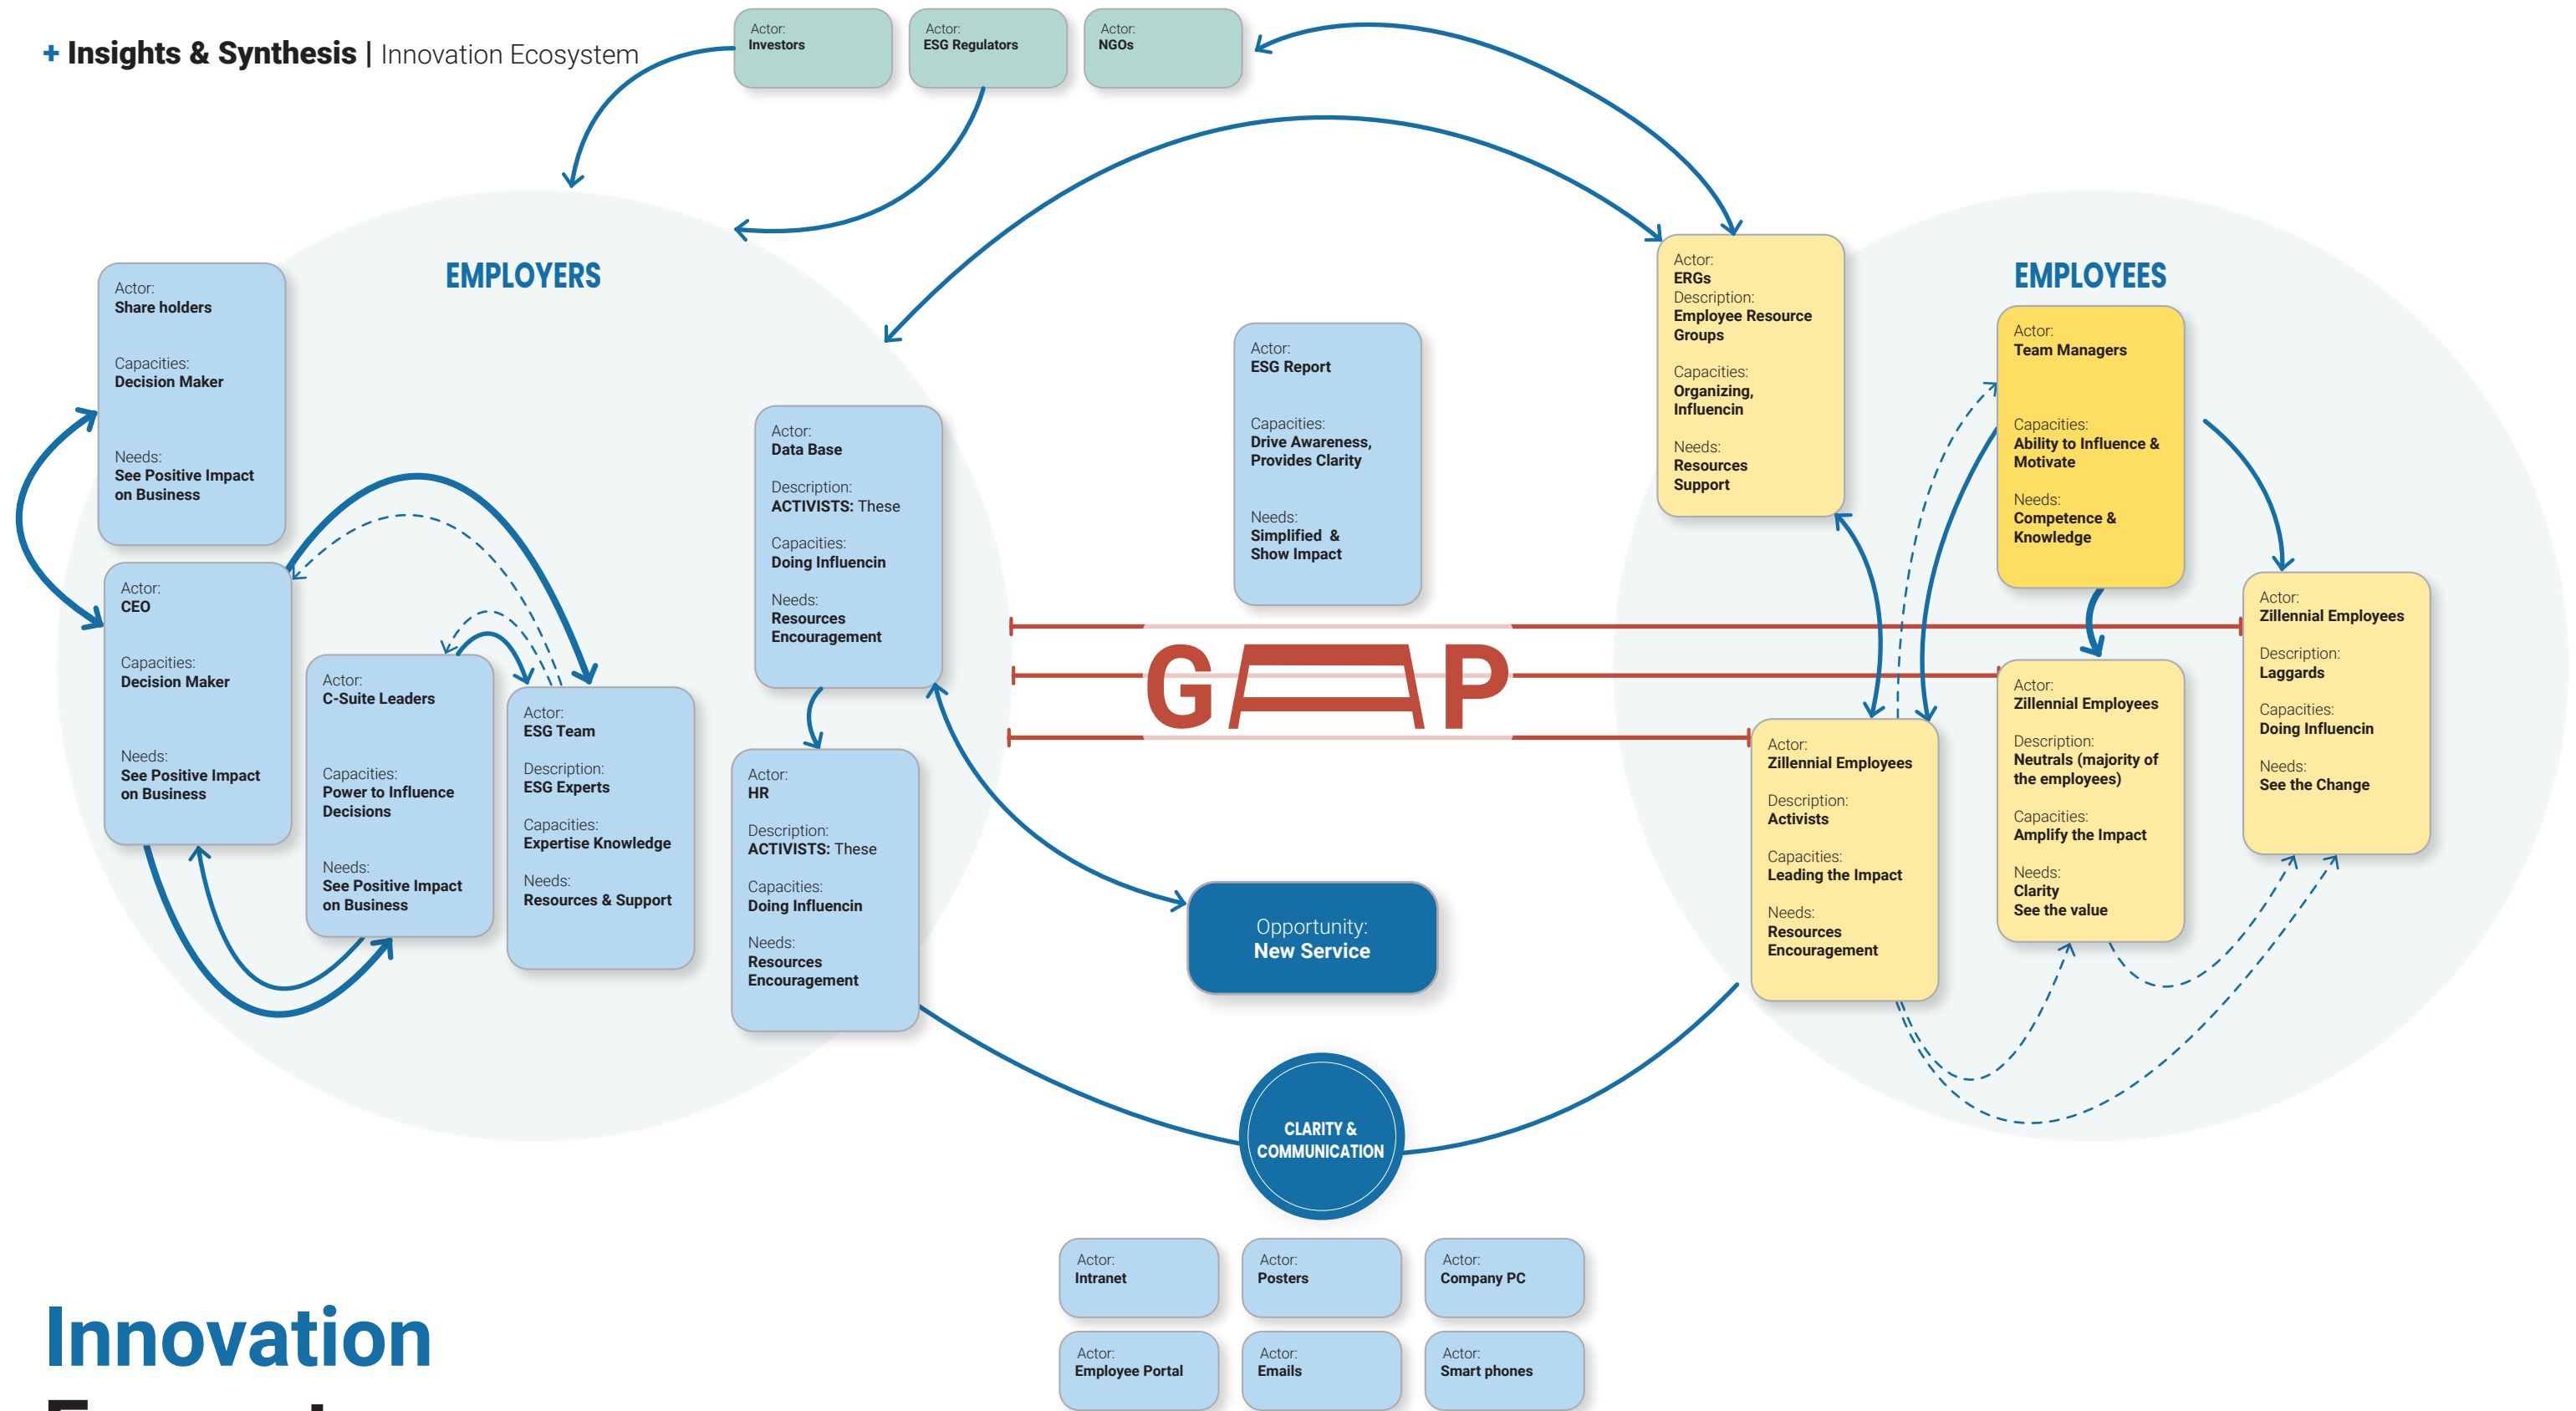 + Insights & Synthesis | Innovation Ecosystem
Actor:
Investors
Actor:
ESG Regulators
Actor:
NGOs
EMPLOYERS
Actor:
Share holders
Capacities:
Decision Maker
Needs:
See Positive Impact
on Business
Actor:
CEO
Capacities:
Decision Maker
Needs:
See Positive Impact
on Business
Actor:
C-Suite Leaders
Capacities:
Power to Influence
Decisions
Needs:
See Positive Impact
on Business
Actor:
ESG Team
Description:
ESG Experts
Capacities:
Expertise Knowledge
Needs:
Resources & Support
Actor:
Data Base
Description:
ACTIVISTS: These
Capacities:
Doing Influencin
Needs:
Resources
Encouragement
Actor:
HR
Description:
ACTIVISTS: These
Capacities:
Doing Influencin
Needs:
Resources
Encouragement
Actor:
ESG Report
Capacities:
Drive Awareness,
Provides Clarity
Needs:
Simplified &
Show Impact
GAP
Opportunity:
New Service
CLARITY &
COMMUNICATION
Actor:
ERGs
Description:
Employee Resource
Groups
Capacities:
Organizing,
Influencin
Needs:
Resources
Support
EMPLOYEES
Actor:
Team Managers
Capacities:
Ability to Influence &
Motivate
Needs:
Competence &
Knowledge
Actor:
Zillennial Employees
Description:
Activists
Capacities:
Leading the Impact
Needs:
Resources
Encouragement
Actor:
Zillennial Employees
Description:
Neutrals (majority of
the employees)
Capacities:
Amplify the Impact
Needs:
Clarity
See the value
Actor:
Zillennial Employees
Description:
Laggards
Capacities:
Doing Influencin
Needs:
See the Change
Actor:
Intranet
Actor:
Posters
Actor:
Company PC
Actor:
Employee Portal
Actor:
Emails
Actor:
Smart phones
Innovation